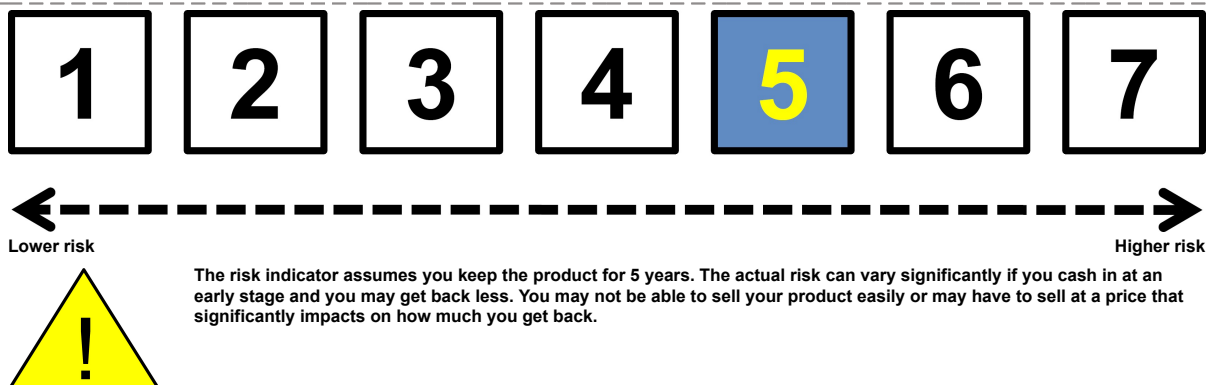 1 2 3 4 5 6 7
Lower risk Higher risk
The risk indicator assumes you keep the product for 5 years. The actual risk can vary significantly if you cash in at an
early stage and you may get back less. You may not be able to sell your product easily or may have to sell at a price that
significantly impacts on how much you get back.
!